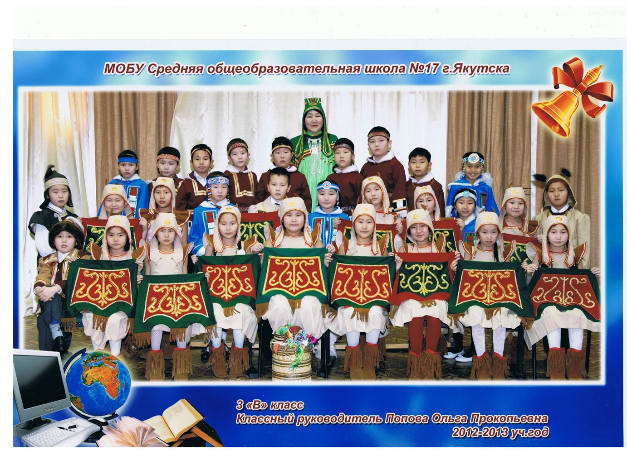 МОБУ Средняя общеобразовательная школа №17 г.Якутска
3 «В» класс
Классный руководитель Попова Ольга Прокопьевна
2012-2013 уч.год